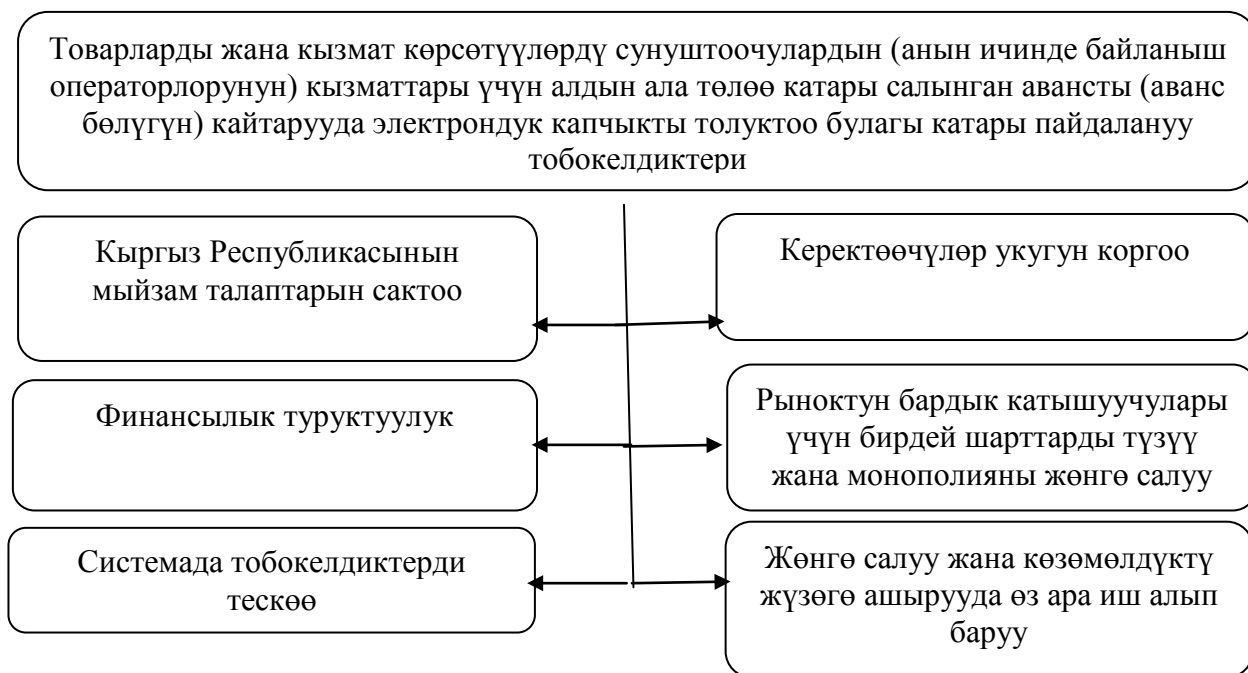 Товарларды жана кызмат көрсөтүүлөрдү сунуштоочулардын (анын ичинде байланыш
операторлорунун) кызматтары үчүн алдын ала төлөө катары салынган авансты (аванс
бөлүгүн) кайтарууда электрондук капчыкты толуктоо булагы катары пайдалануу
тобокелдиктери
Кыргыз Республикасынын
мыйзам талаптарын сактоо
Керектөөчүлөр укугун коргоо
Финансылык туруктуулук
Рыноктун бардык катышуучулары
үчүн бирдей шарттарды түзүү
жана монополияны жөнгө салуу
Системада тобокелдиктерди
тескөө
Жөнгө салуу жана көзөмөлдүктү
жүзөгө ашырууда өз ара иш алып
баруу